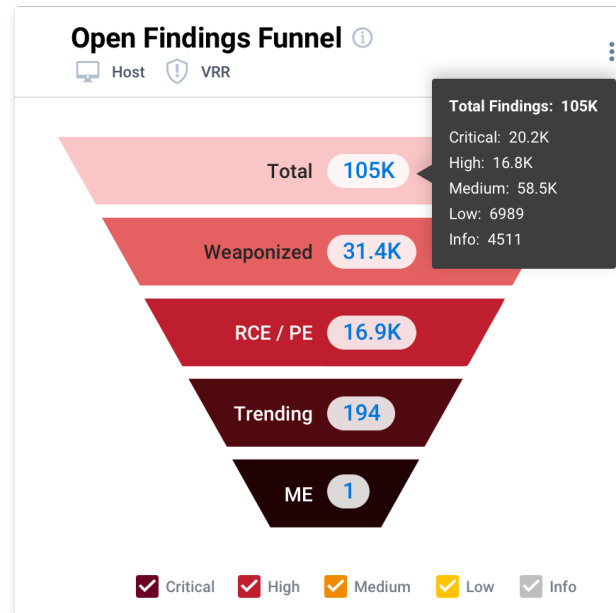 Open Findings Funnel
Host VRR
Total Findings: 105K
Critical: 20.2K
High: 16.8K
Medium: 58.5K
Low: 6989
Info: 4511
Total 105K
Weaponized 31.4K
RCE / PE 16.9K
Trending 194
ME 1
Critical High Medium Low Info